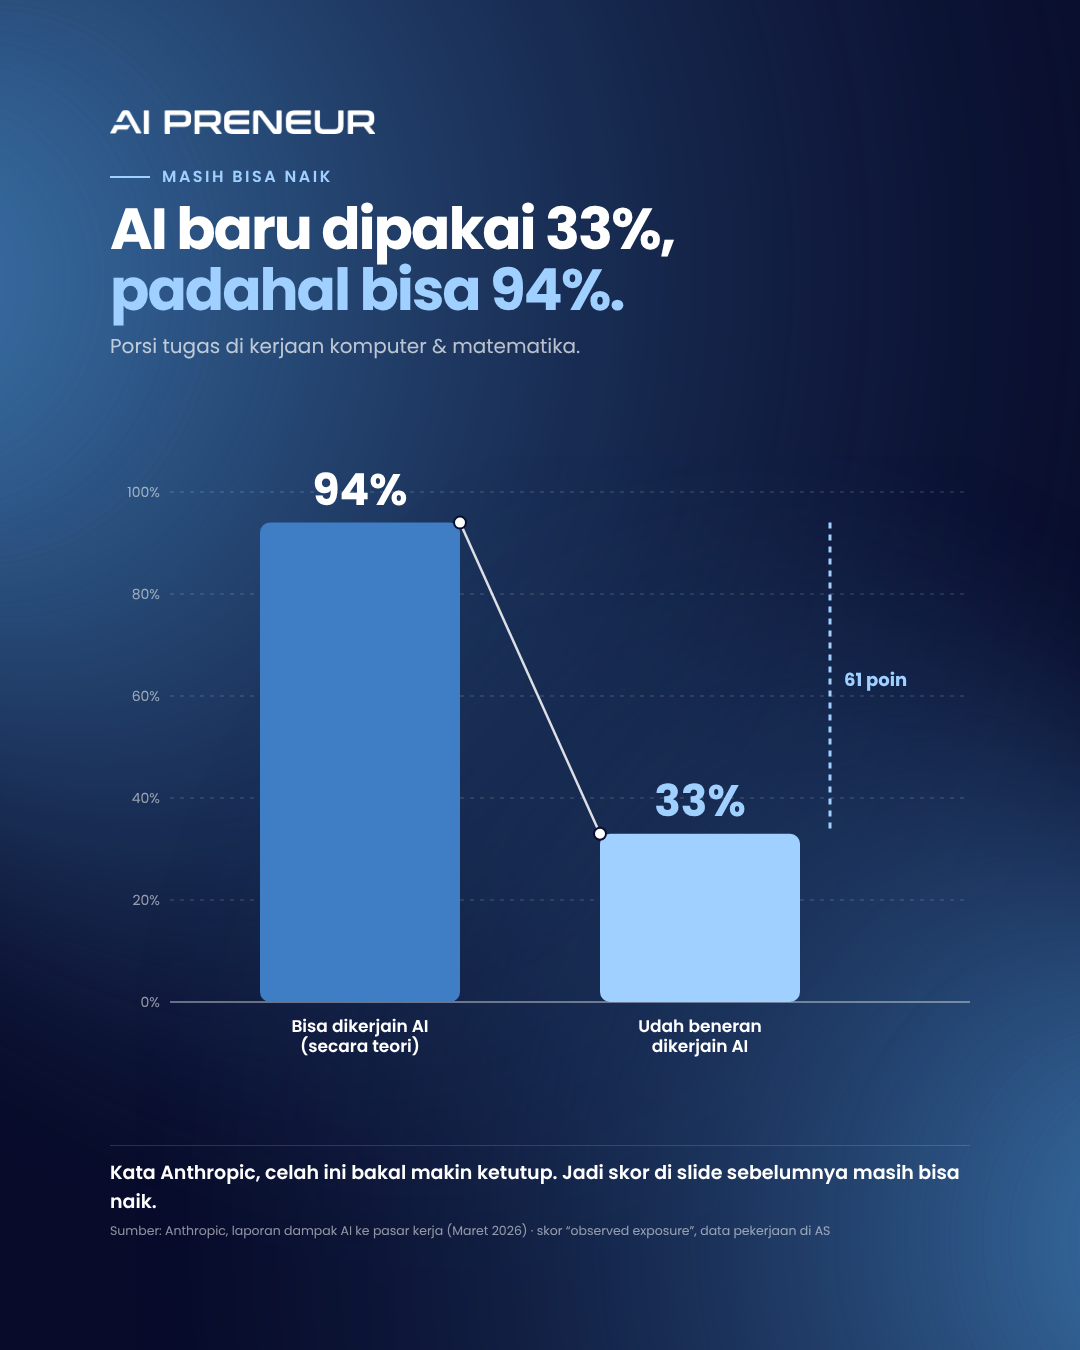 AI PRENEUR
MASIH BISA NAIK
AI baru dipakai 33%,
padahal bisa 94%.
Porsi tugas di kerjaan komputer & matematika.
94%
100%
80%
61 poin
60%
33%
40%
20%
0%
Bisa dikerjain AI
(secara teori)
Udah beneran
dikerjain AI
Kata Anthropic, celah ini bakal makin ketutup. Jadi skor di slide sebelumnya masih bisa
naik.
Sumber: Anthropic, laporan dampak AI ke pasar kerja (Maret 2026) · skor “observed exposure”, data pekerjaan di AS